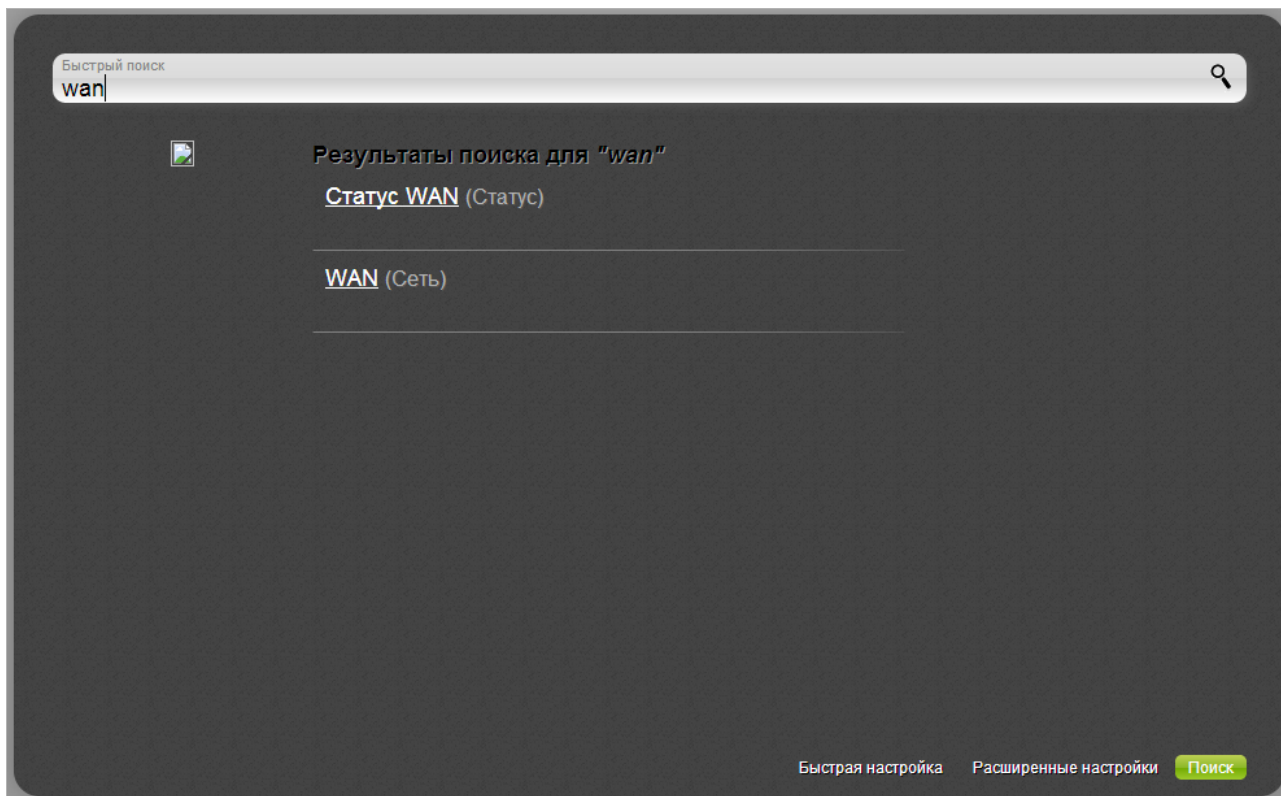 Быстрый поиск
wan
Результаты поиска для "wan"
Статус WAN (Статус)
WAN (Сеть)
Быстрая настройка Расширенные настройки Поиск